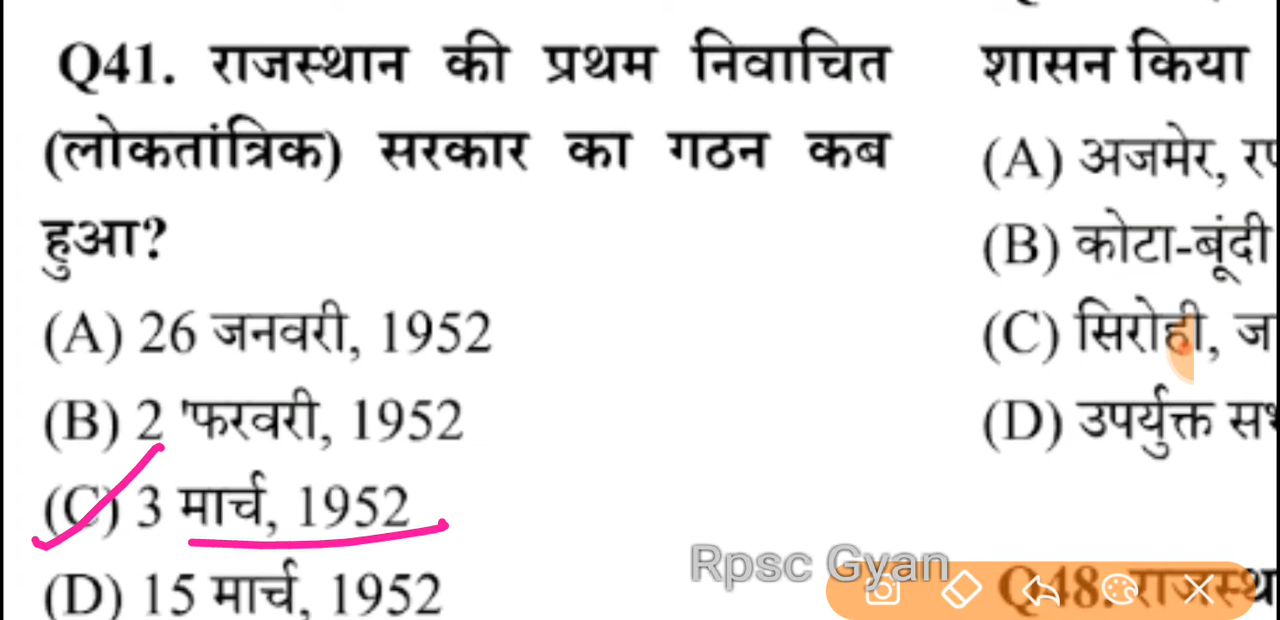 Q41. राजस्थान की प्रथम निवाचित
(लोकतांत्रिक) सरकार का गठन कब
हुआ?
(A) 26 जनवरी, 1952
(B) 2 'फरवरी, 1952
(C) 3 मार्च, 1952
(D) 15 मार्च, 1952
शासन किया
(A) अजमेर,
(B) कोटा-बूंदी
(C) सिरोही,
(D) उपर्युक्त
Q48.
Rpsc Gyan